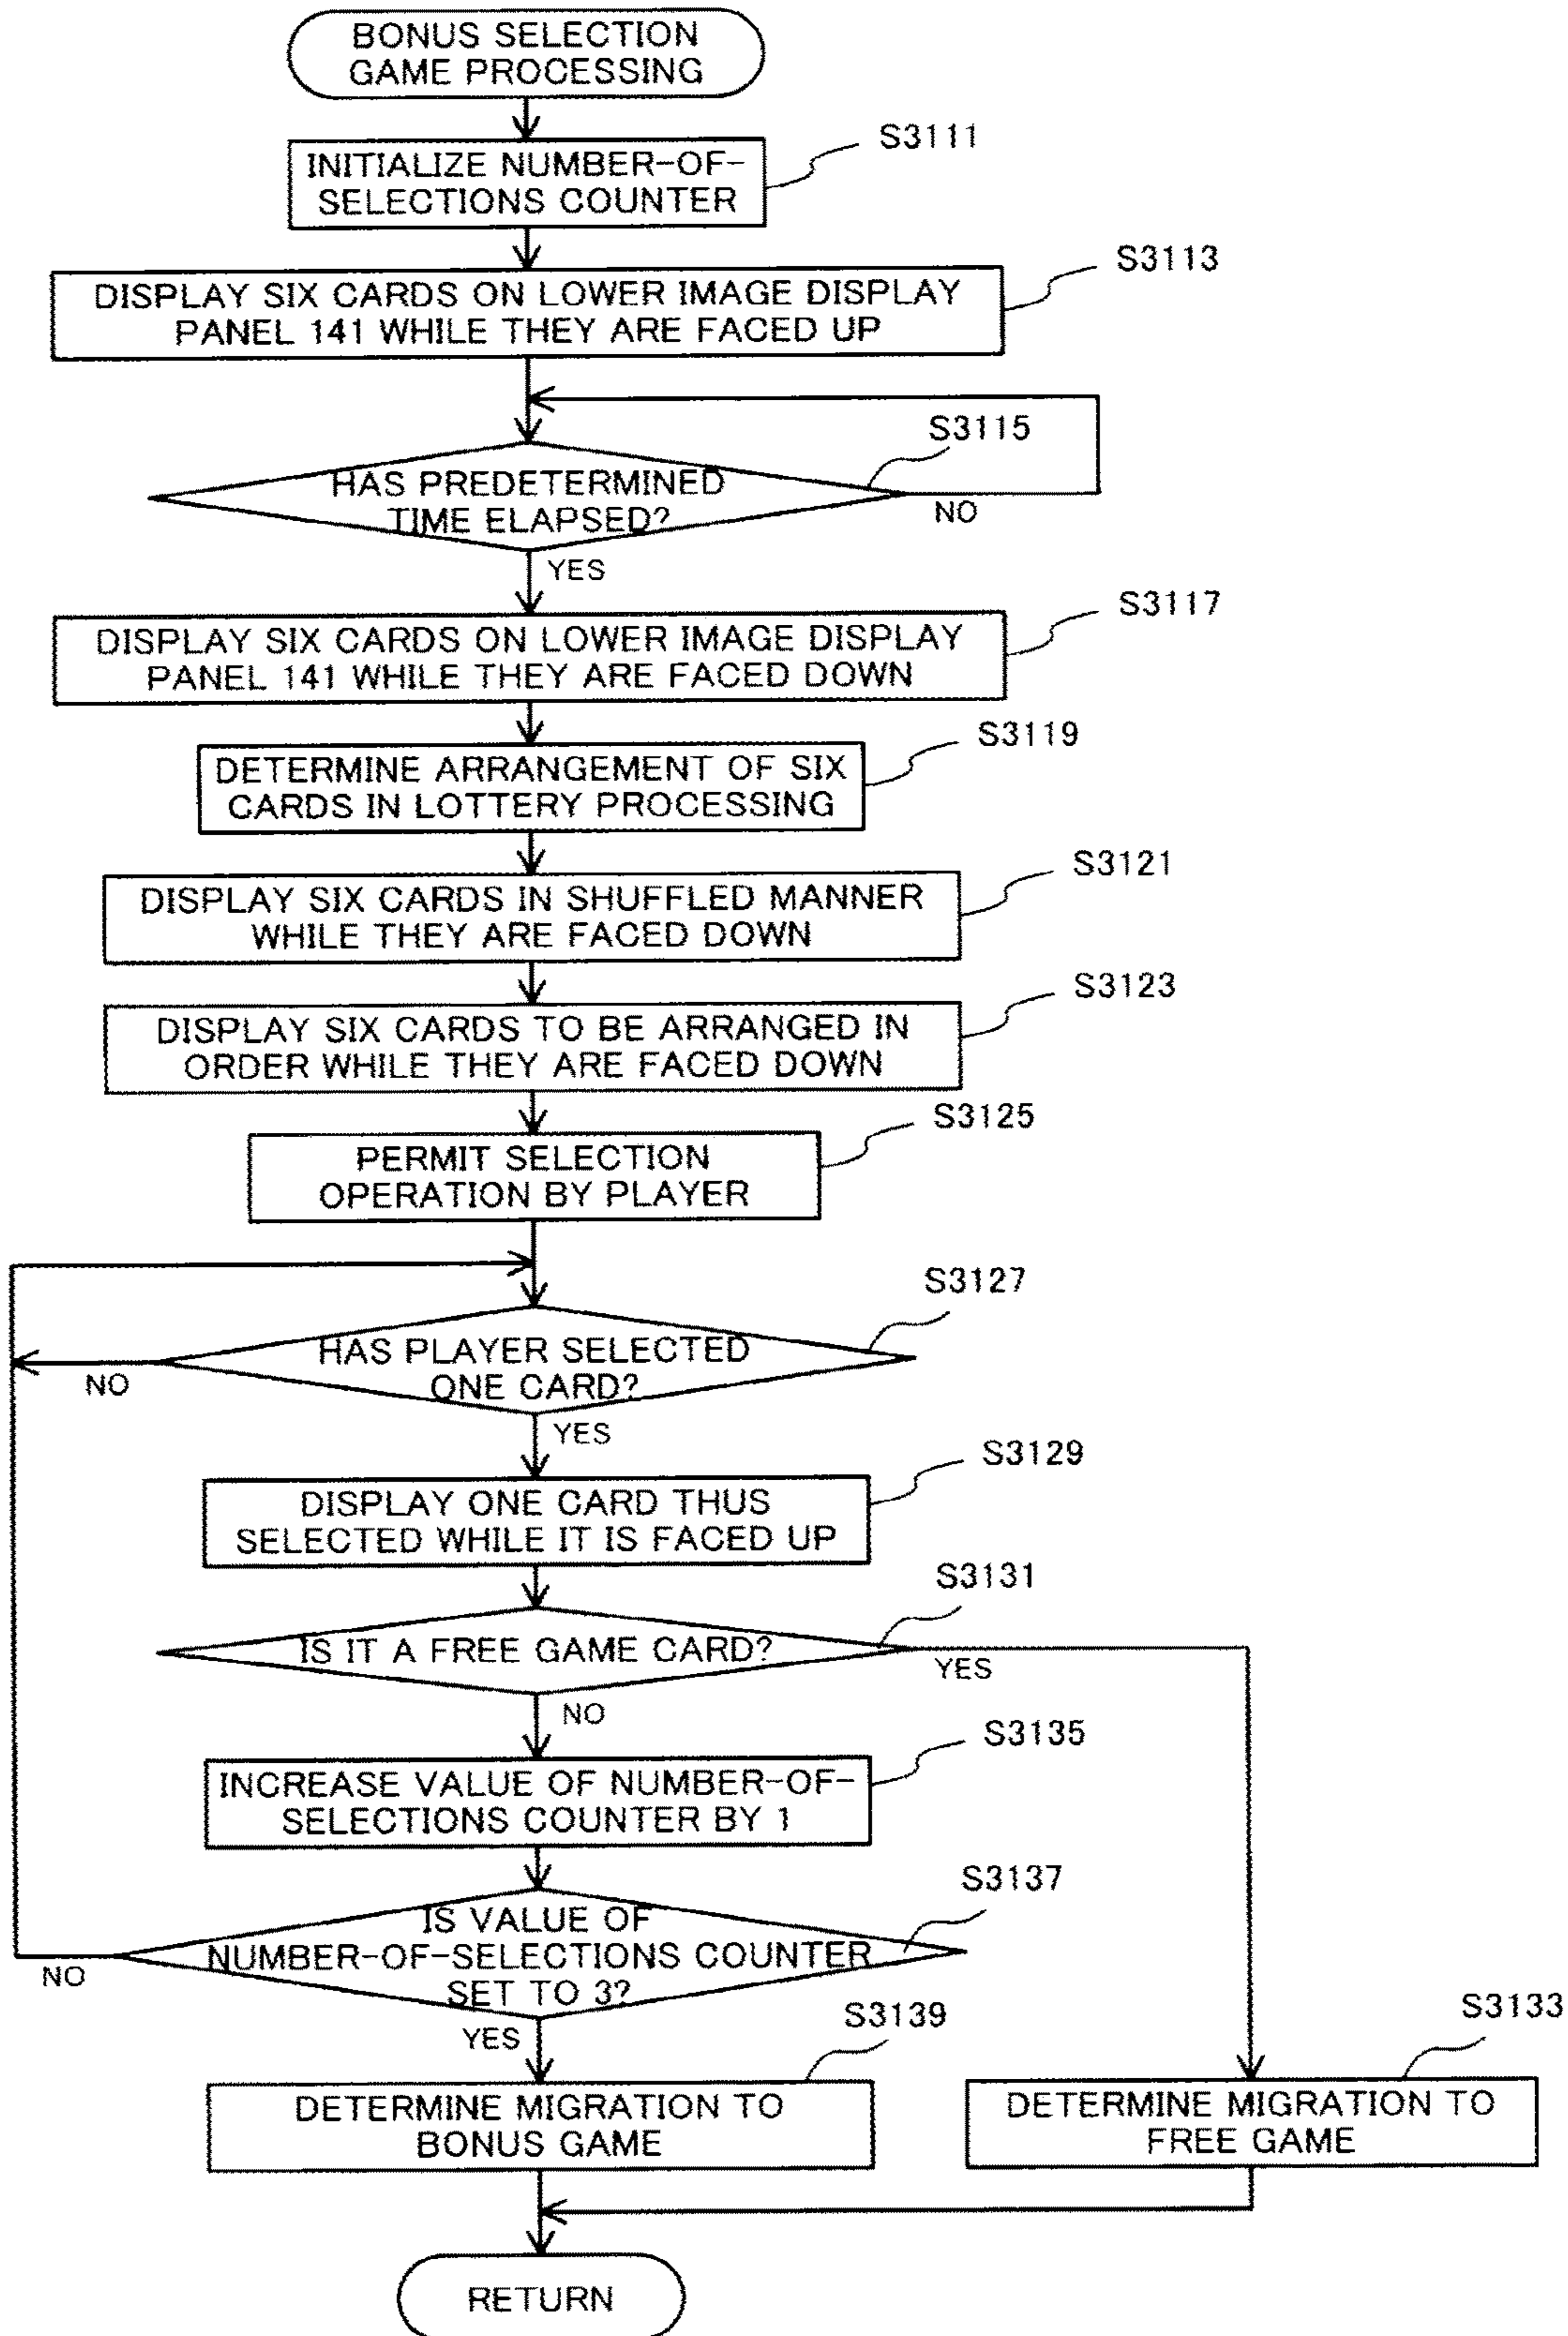 BONUS SELECTION
GAME PROCESSING
S3111
INITIALIZE NUMBER-OF-
SELECTIONS COUNTER
S3113
DISPLAY SIX CARDS ON LOWER IMAGE DISPLAY
PANEL 141 WHILE THEY ARE FACED UP
S3115
HAS PREDETERMINED
TIME ELAPSED?
NO
YES
S3117
DISPLAY SIX CARDS ON LOWER IMAGE DISPLAY
PANEL 141 WHILE THEY ARE FACED DOWN
S3119
DETERMINE ARRANGEMENT OF SIX
CARDS IN LOTTERY PROCESSING
S3121
DISPLAY SIX CARDS IN SHUFFLED MANNER
WHILE THEY ARE FACED DOWN
S3123
DISPLAY SIX CARDS TO BE ARRANGED IN
ORDER WHILE THEY ARE FACED DOWN
S3125
PERMIT SELECTION
OPERATION BY PLAYER
S3127
HAS PLAYER SELECTED
ONE CARD?
NO
YES
S3129
DISPLAY ONE CARD THUS
SELECTED WHILE IT IS FACED UP
S3131
IS IT A FREE GAME CARD?
YES
NO
S3135
INCREASE VALUE OF NUMBER-OF-
SELECTIONS COUNTER BY 1
S3137
IS VALUE OF
NUMBER-OF-SELECTIONS COUNTER
SET TO 3?
NO
YES
S3139
S3133
DETERMINE MIGRATION TO
BONUS GAME
DETERMINE MIGRATION TO
FREE GAME
RETURN